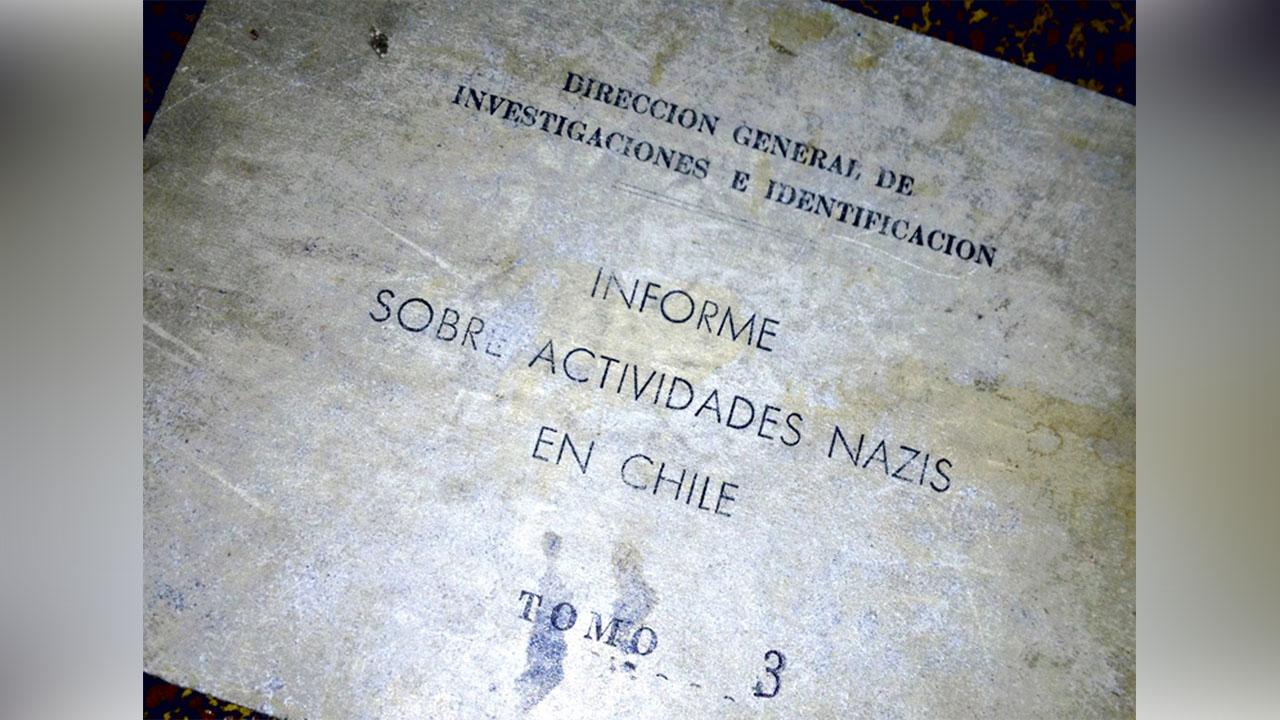 DIRECCION GENERAL DE
INVESTIGACIONES E IDENTIFICACION
INFORME
SOBRE ACTIVIDADES NAZIS
EN CHILE
TOMO 3